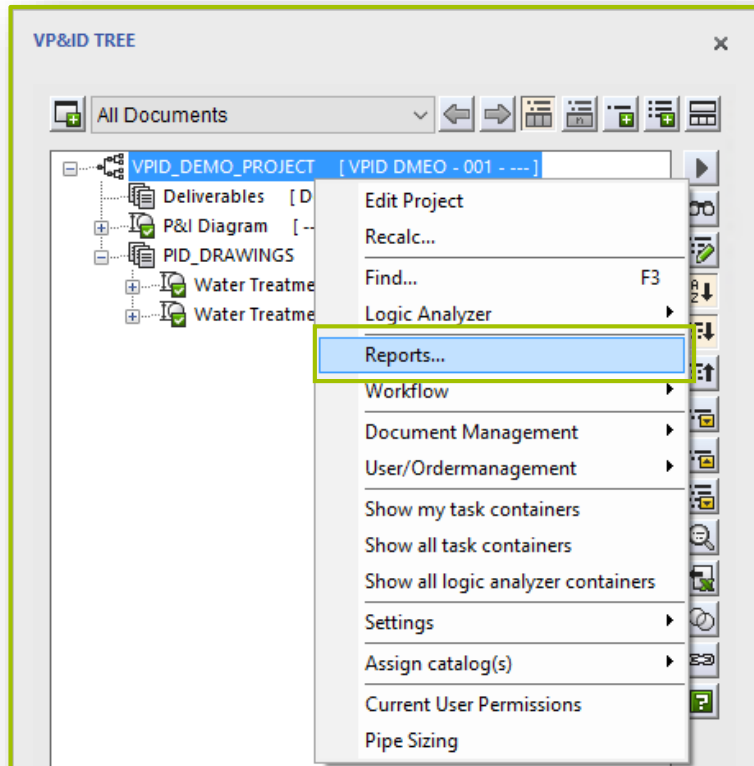 VP&ID TREE
All Documents
VPID_DEMO_PROJECT [ VPID DMEO - 001 - --- ]
Deliverables [ D
P&I Diagram [ --
PID_DRAWINGS
Water Treatme
Water Treatme
Edit Project
Recalc...
Find... F3
Logic Analyzer
Reports...
Workflow
Document Management
User/Ordermanagement
Show my task containers
Show all task containers
Show all logic analyzer containers
Settings
Assign catalog(s)
Current User Permissions
Pipe Sizing